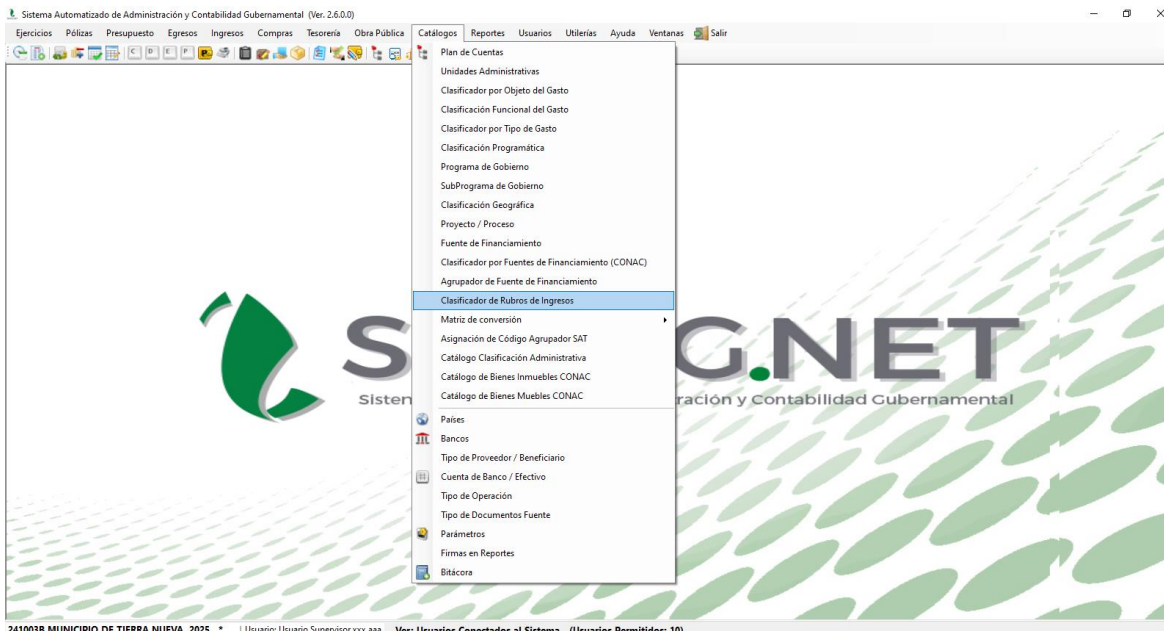 Sistema Automatizado de Administración y Contabilidad Gubernamental (Ver. 2.6.0.0)
Ejercicios Pólizas Presupuesto Egresos Ingresos Compras Tesorería Obra Pública Catálogos Reportes Usuarios Utilerías Ayuda Ventanas Salir
C D E P
Plan de Cuentas
Unidades Administrativas
Clasificador por Objeto del Gasto
Clasificación Funcional del Gasto
Clasificador por Tipo de Gasto
Clasificación Programática
Programa de Gobierno
SubPrograma de Gobierno
Clasificación Geográfica
Proyecto / Proceso
Fuente de Financiamiento
Clasificador por Fuentes de Financiamiento (CONAC)
Agrupador de Fuente de Financiamiento
Clasificador de Rubros de Ingresos
Matriz de conversión
Asignación de Código Agrupador SAT
Catálogo Clasificación Administrativa
Catálogo de Bienes Inmuebles CONAC
Catálogo de Bienes Muebles CONAC
Países
Bancos
Tipo de Proveedor / Beneficiario
Cuenta de Banco / Efectivo
Tipo de Operación
Tipo de Documentos Fuente
Parámetros
Firmas en Reportes
Bitácora
S G.NET
Sisten ración y Contabilidad Gubernamental
241003B MUNICIPIO DE TIERRA NUEVA 2025 * | Usuario: Usuario Supervisor xxx aaa Ver: Usuarios Conectados al Sistema (Usuarios Permitidos: 10)